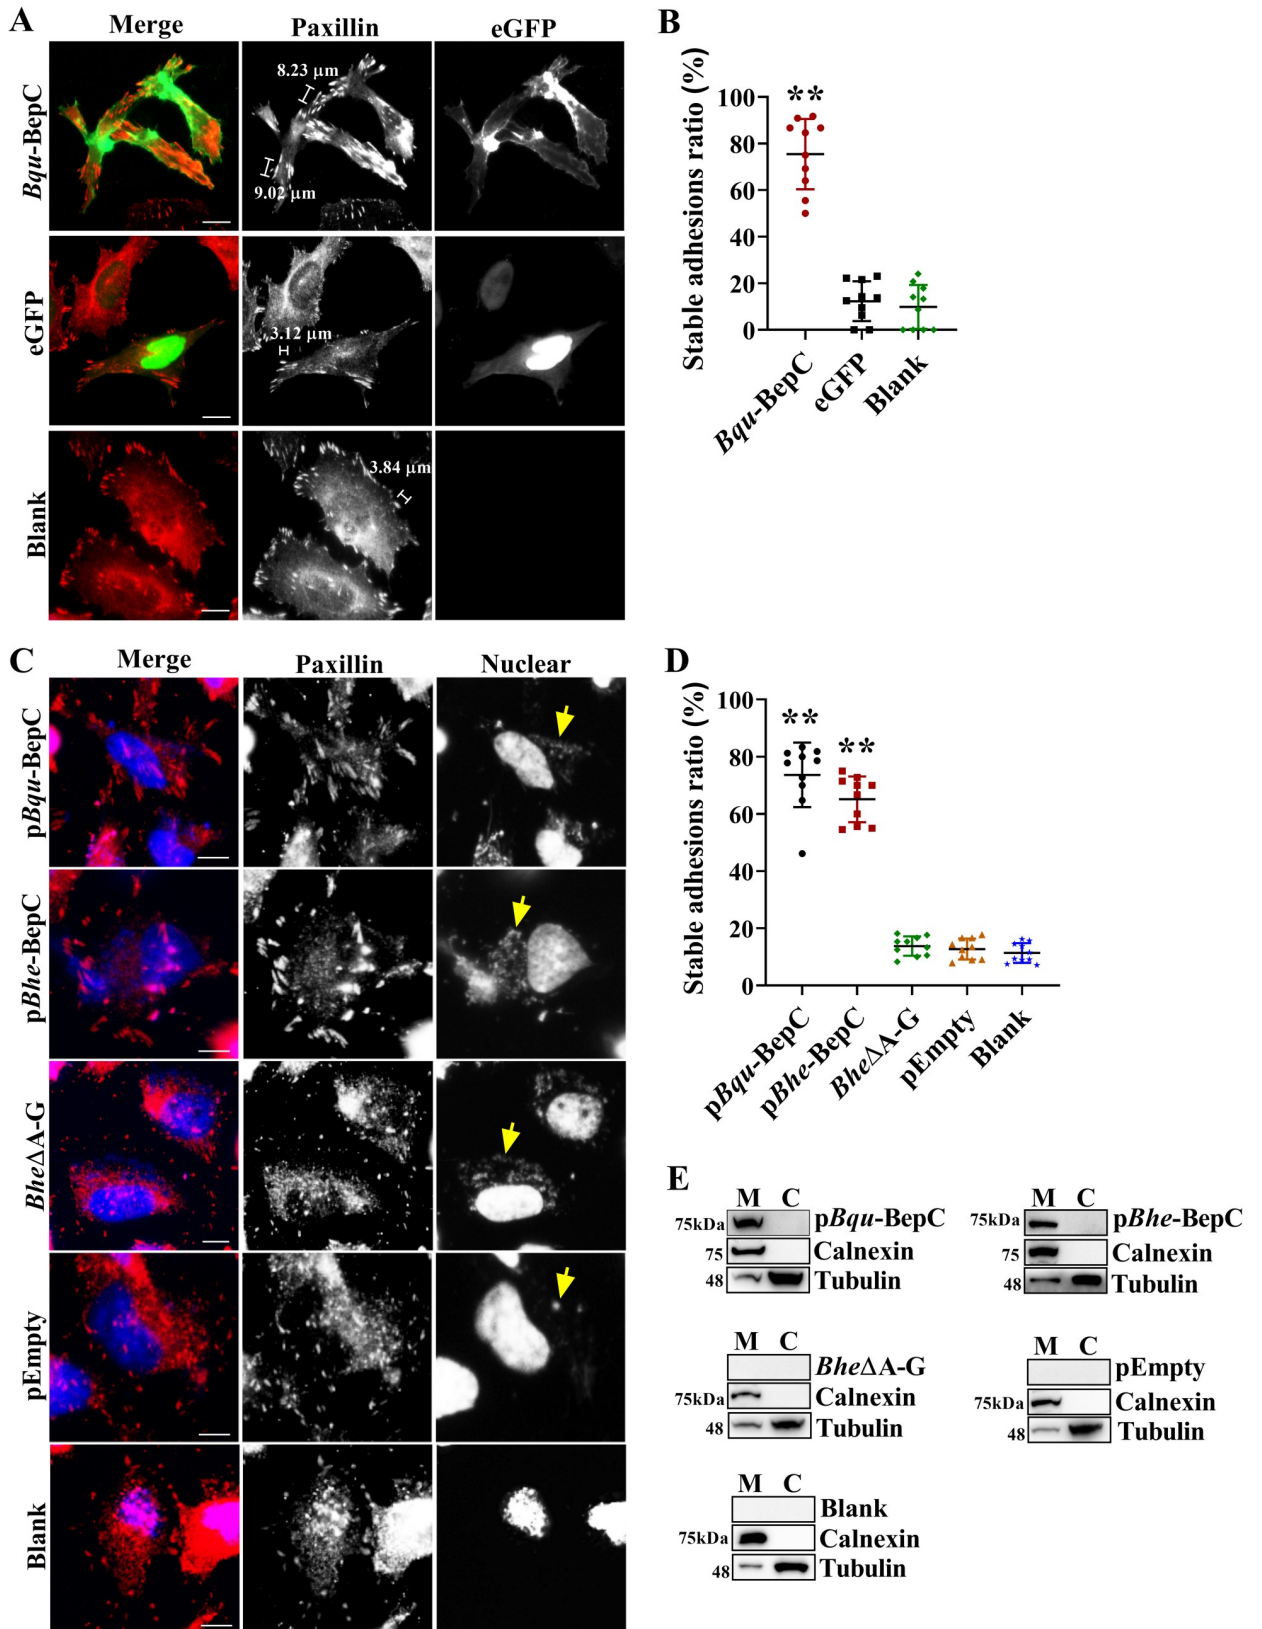 A
Merge Paxillin eGFP
Bqu-BepC
8.23 μm
9.02 μm
eGFP
3.12 μm
Blank
3.84 μm
B
Stable adhesions ratio (%)
100
80
60
40
20
0
**
Bqu-BepC
eGFP
Blank
C
Merge Paxillin Nuclear
pBqu-BepC
pBhe-BepC
BheΔA-G
pEmpty
Blank
D
Stable adhesions ratio (%)
100
80
60
40
20
0
**
**
pBqu-BepC
pBhe-BepC
BheΔA-G
pEmpty
Blank
E
M C
75kDa pBqu-BepC
75 Calnexin
48 Tubulin
M C
75kDa pBhe-BepC
75 Calnexin
48 Tubulin
M C
BheΔA-G
75kDa Calnexin
48 Tubulin
M C
pEmpty
75kDa Calnexin
48 Tubulin
M C
Blank
75kDa Calnexin
48 Tubulin